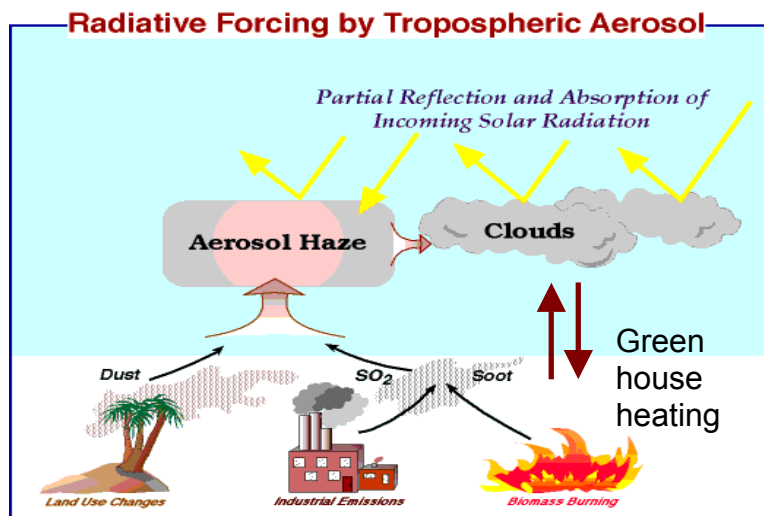 Radiative Forcing by Tropospheric Aerosol
Partial Reflection and Absorption of
Incoming Solar Radiation
Aerosol Haze
Clouds
Green
house
heating
Dust
SO2
Soot
Land Use Changes
Industrial Emissions
Biomass Burning